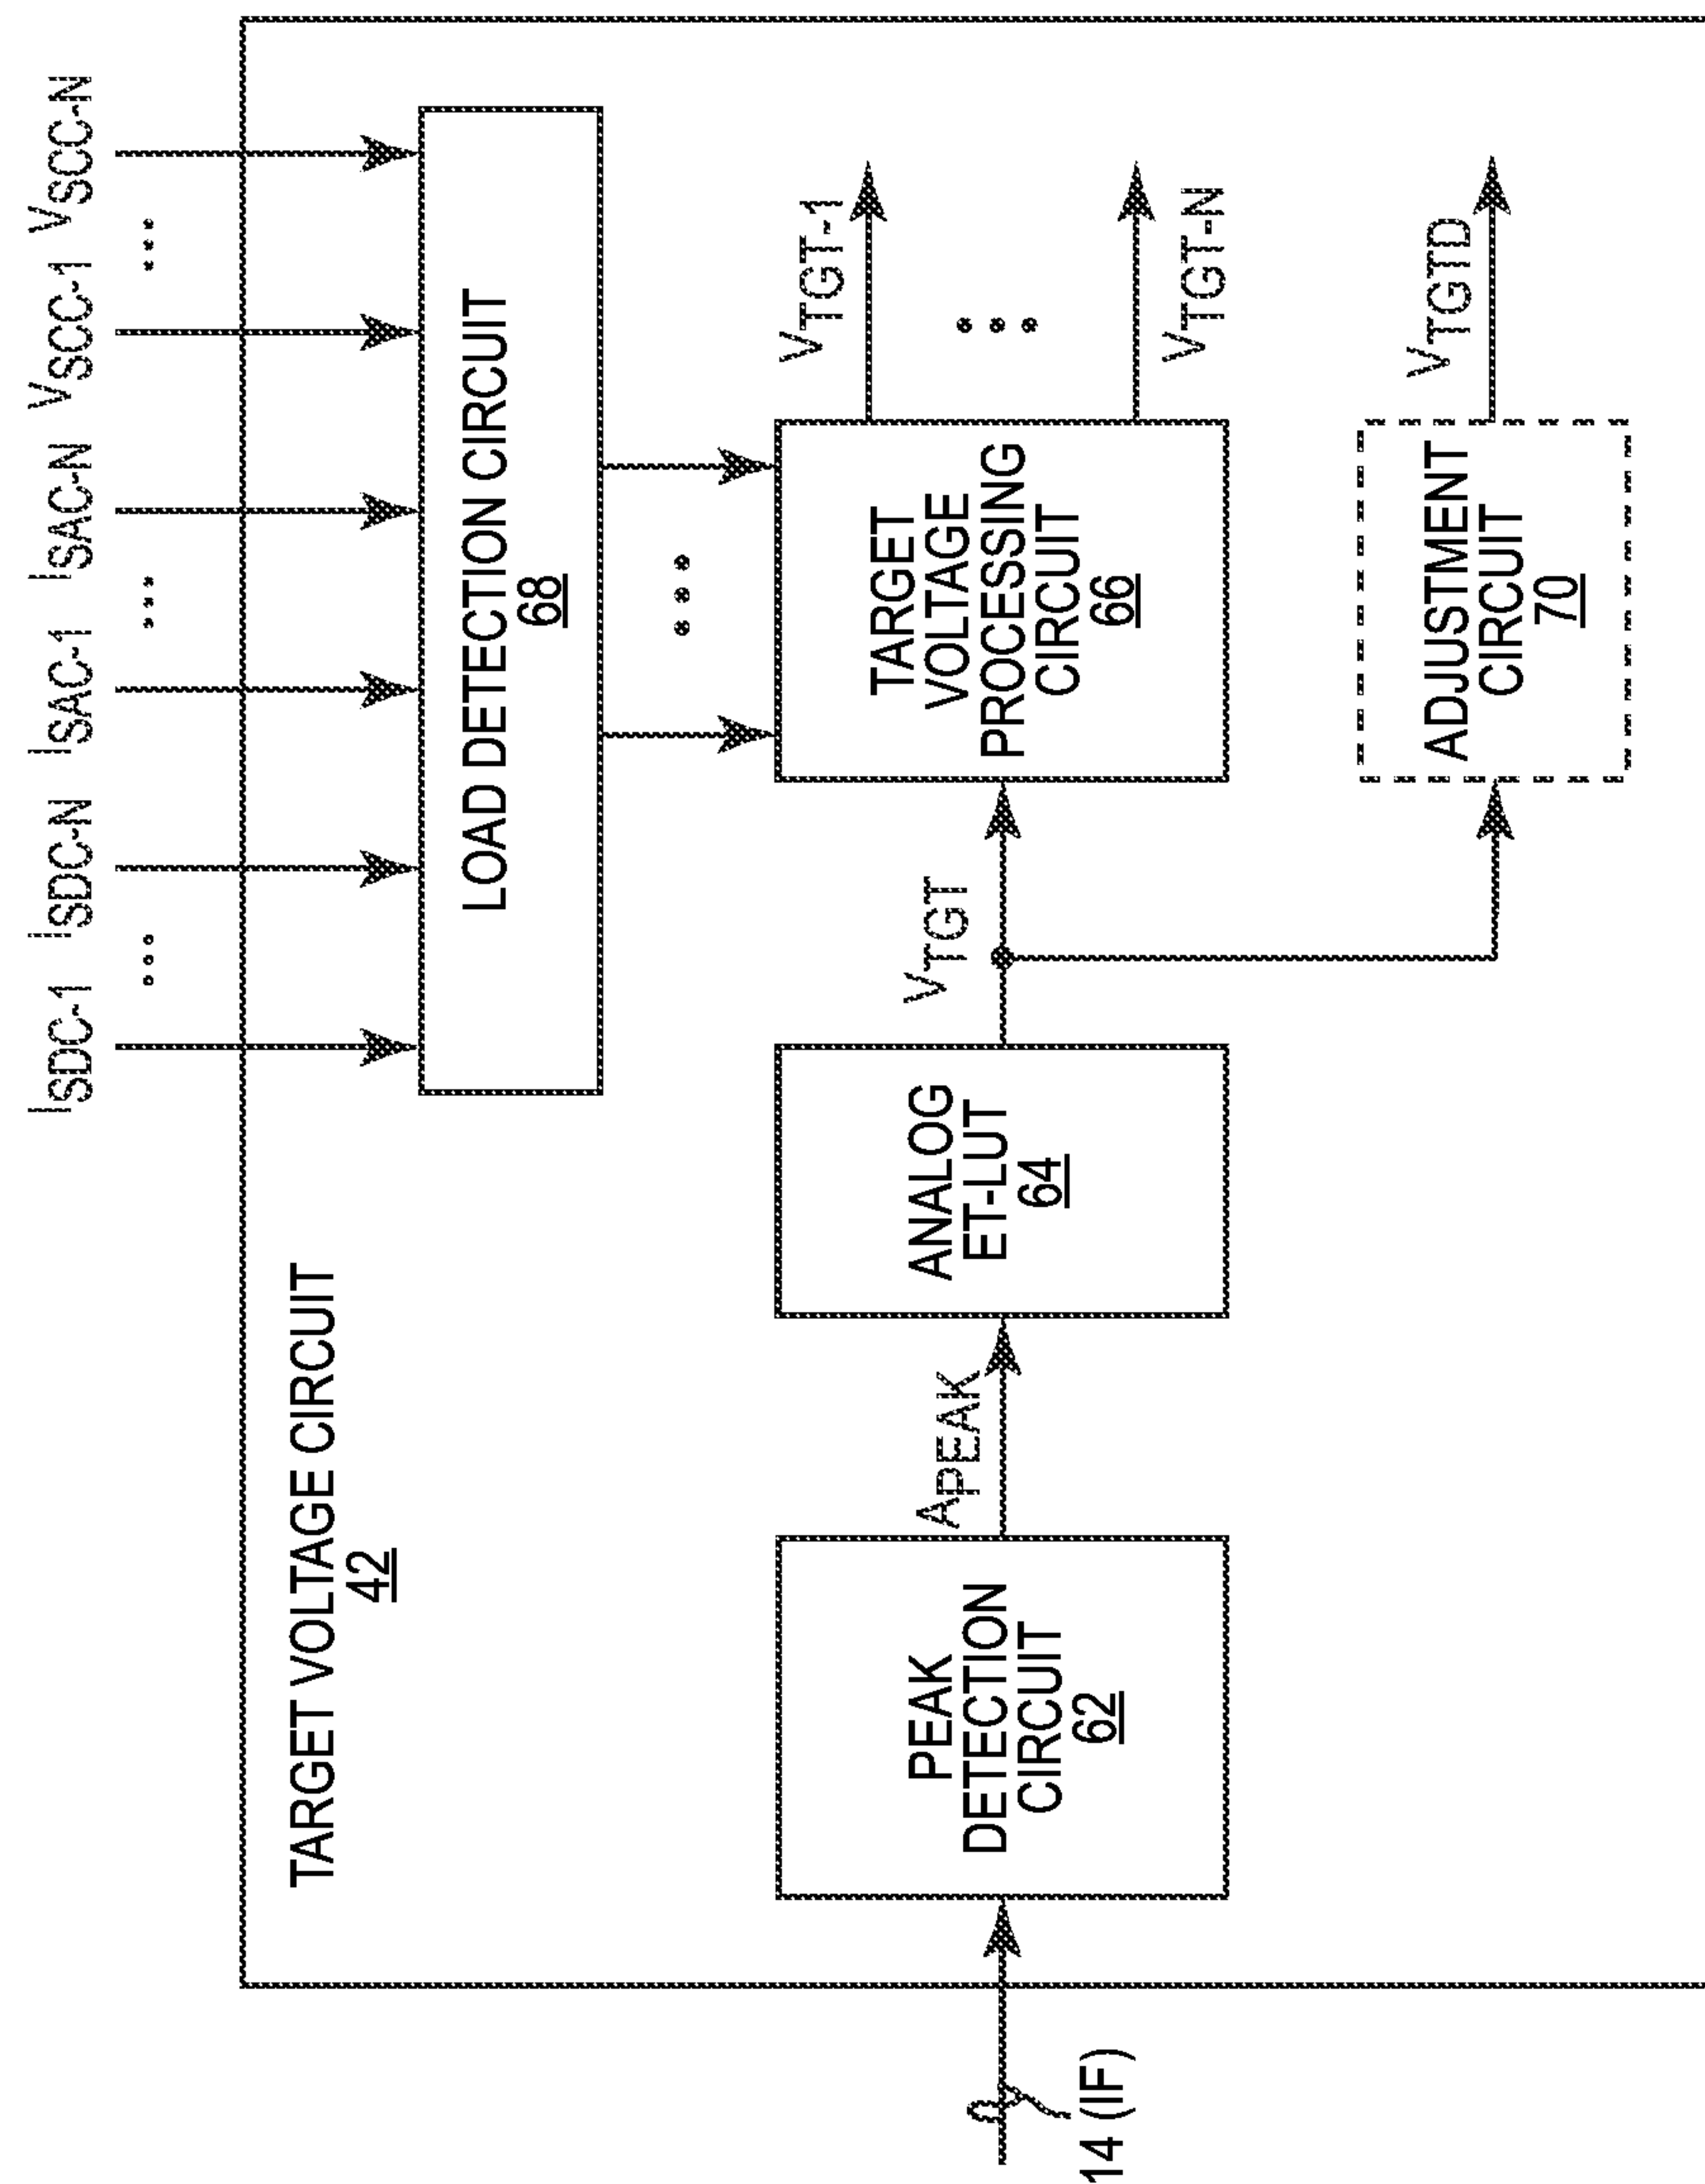 TARGET VOLTAGE CIRCUIT
42
ISDC-1 ISDC-N ISAC-1 ISAC-N VSCC-1 VSCC-N
••• ••• •••
LOAD DETECTION CIRCUIT
68
•••
14 (IF)
PEAK
DETECTION
CIRCUIT
62
APEAK
ANALOG
ET-LUT
64
VTGT
TARGET
VOLTAGE
PROCESSING
CIRCUIT
66
VTGT-1
•••
VTGT-N
ADJUSTMENT
CIRCUIT
70
VTGTD